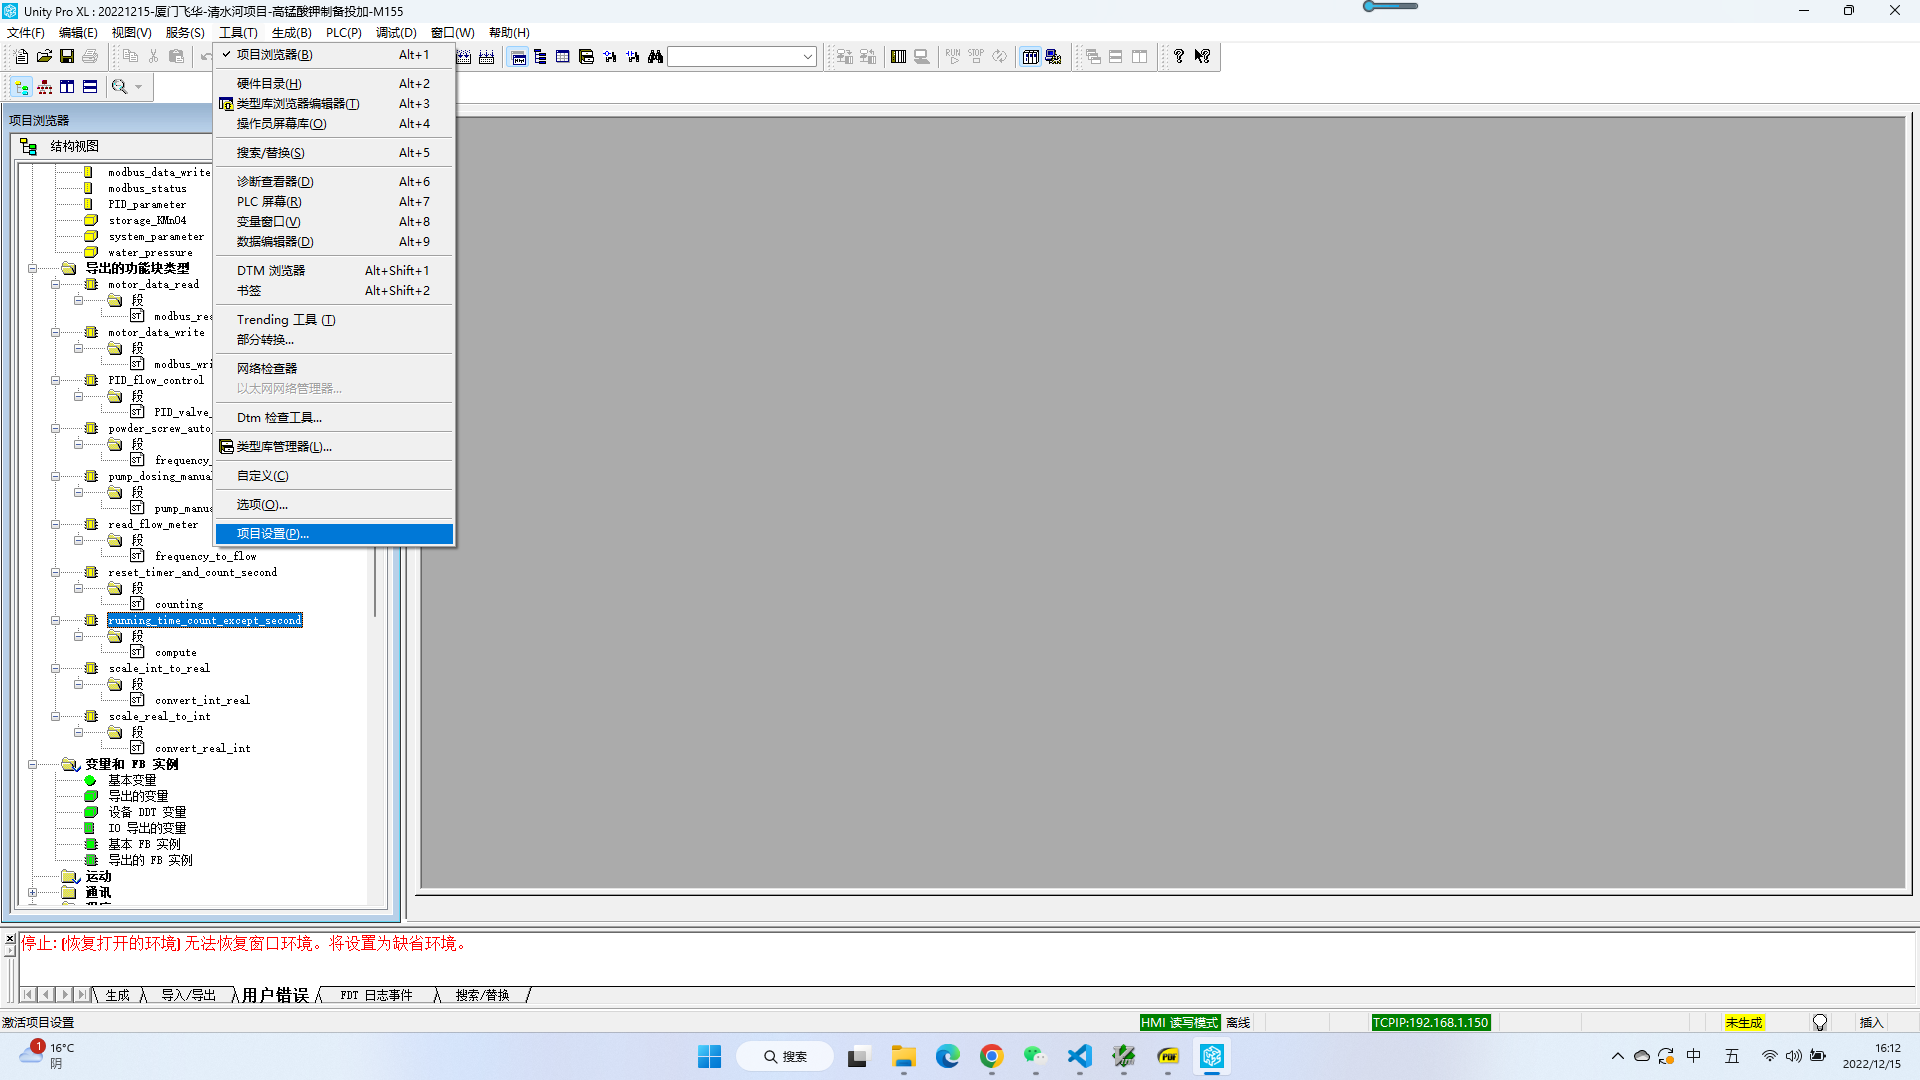 Unity Pro XL : 20221215-厦门飞华-清水河项目-高锰酸钾制备投加-M155
文件(F) 编辑(E) 视图(V) 服务(S) 工具(T) 生成(B) PLC(P) 调试(D) 窗口(W) 帮助(H)
RUN STOP
项目浏览器(B) Alt+1
硬件目录(H) Alt+2
类型库浏览器编辑器(T) Alt+3
操作员屏幕库(O) Alt+4
搜索/替换(S) Alt+5
诊断查看器(D) Alt+6
PLC 屏幕(R) Alt+7
变量窗口(V) Alt+8
数据编辑器(D) Alt+9
DTM 浏览器 Alt+Shift+1
书签 Alt+Shift+2
Trending 工具 (T)
部分转换...
网络检查器
以太网网络管理器...
Dtm 检查工具...
类型库管理器(L)...
自定义(C)
选项(O)...
项目设置(P)...
项目浏览器
结构视图
modbus_data_write
modbus_status
PID_parameter
storage_KMnO4
system_parameter
water_pressure
导出的功能块类型
motor_data_read
段
ST modbus_rea
motor_data_write
段
ST modbus_wri
PID_flow_control
段
ST PID_valve_
powder_screw_auto_
段
ST frequency_
pump_dosing_manual
段
ST pump_manua
read_flow_meter
段
ST frequency_to_flow
reset_timer_and_count_second
段
ST counting
running_time_count_except_second
段
ST compute
scale_int_to_real
段
ST convert_int_real
scale_real_to_int
段
ST convert_real_int
变量和 FB 实例
基本变量
导出的变量
设备 DDT 变量
IO 导出的变量
基本 FB 实例
导出的 FB 实例
运动
通讯
停止: (恢复打开的环境) 无法恢复窗口环境。将设置为缺省环境。
生成 导入/导出 用户错误 FDT 日志事件 搜索/替换
激活项目设置 HMI 读写模式 离线 TCPIP:192.168.1.150 未生成 插入
1 16°C
阴
搜索
PDF
中 五
16:12
2022/12/15